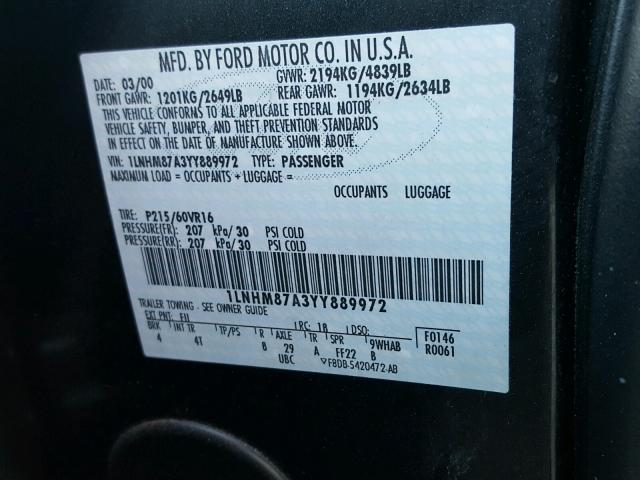 MFD. BY FORD MOTOR CO. IN U.S.A.
DATE: 03/00 GVWR: 2194KG/4839LB
FRONT GAWR: 1201KG/2649LB REAR GAWR: 1194KG/2634LB
THIS VEHICLE CONFORMS TO ALL APPLICABLE FEDERAL MOTOR
VEHICLE SAFETY, BUMPER, AND THEFT PREVENTION STANDARDS
IN EFFECT ON THE DATE OF MANUFACTURE SHOWN ABOVE.
VIN: 1LNHM87A3YY889972 TYPE: PASSENGER
MAXIMUM LOAD = OCCUPANTS + LUGGAGE =
OCCUPANTS LUGGAGE
TIRE: P215/60VR16
PRESSURE(FR): 207 kPa/30 PSI COLD
PRESSURE(RR): 207 kPa/30 PSI COLD
1LNHM87A3YY889972
TRAILER TOWING - SEE OWNER GUIDE
EXT PNT: RC: 18 DSO: F0146
BRK INT TR TP/PS R AXLE TR SPR 9WHAB R0061
4 4T B 29 A FF22 B
UBC F8DB-5420472-AB